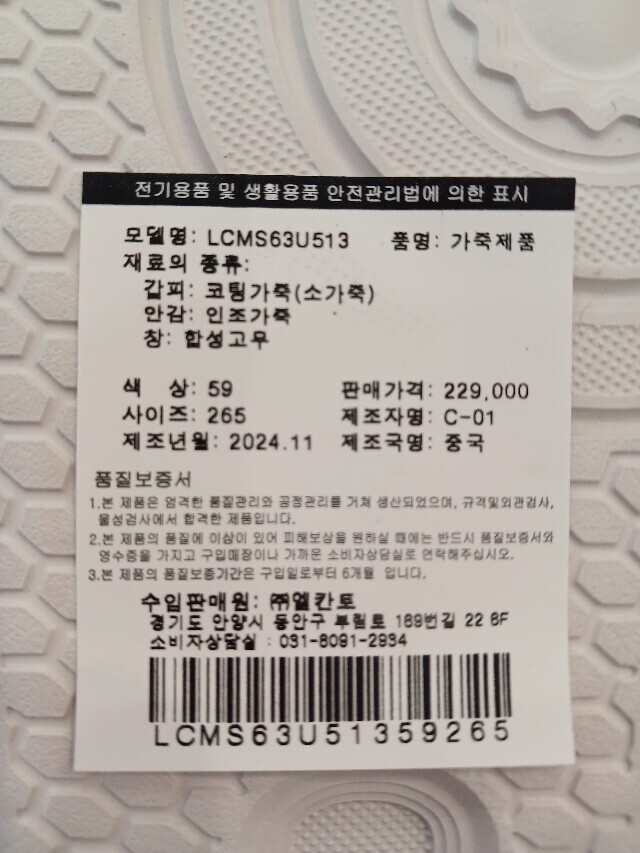 전기용품 및 생활용품 안전관리법에 의한 표시
모델명: LCMS63U513 품명: 가죽제품
재료의 종류:
갑피: 코팅가죽(소가죽)
안감: 인조가죽
창: 합성고무
색 상: 59 판매가격: 229,000
사이즈: 265 제조자명: C-01
제조년월: 2024.11 제조국명: 중국
품질보증서
1.본 제품은 엄격한 품질관리와 공정관리를 거쳐 생산되었으며, 규격및외관검사,
물성검사에서 합격한 제품입니다.
2.본 제품의 품질에 이상이 있어 피해보상을 원하실 때에는 반드시 품질보증서와
영수증을 가지고 구입매장이나 가까운 소비자상담실로 연락해주십시오.
3.본 제품의 품질보증기간은 구입일로부터 6개월 입니다.
수입판매원: ㈜엘칸토
경기도 안양시 동안구 부림로 169번길 22 6F
소비자상담실 : 031-8091-2934
LCMS63U51359265